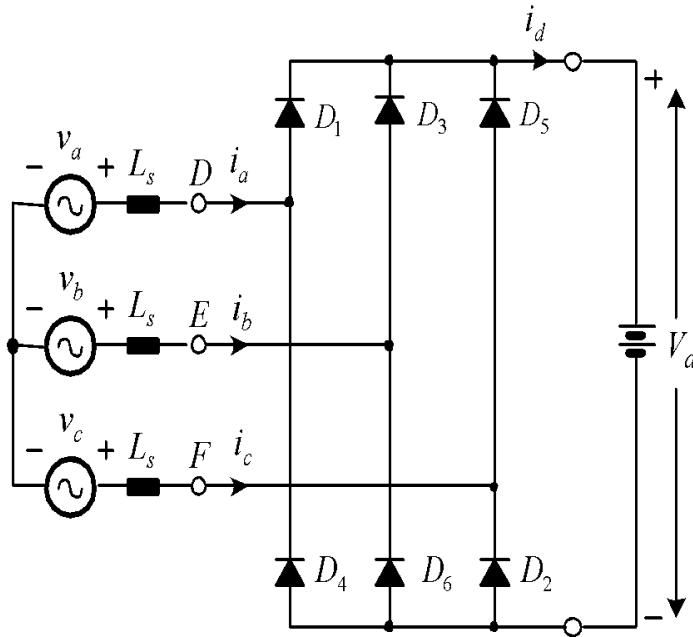 i_d
+
D_1 D_3 D_5
v_a
− + L_s D i_a
v_b
− + L_s E i_b
V_d
v_c
− + L_s F i_c
D_4 D_6 D_2
−